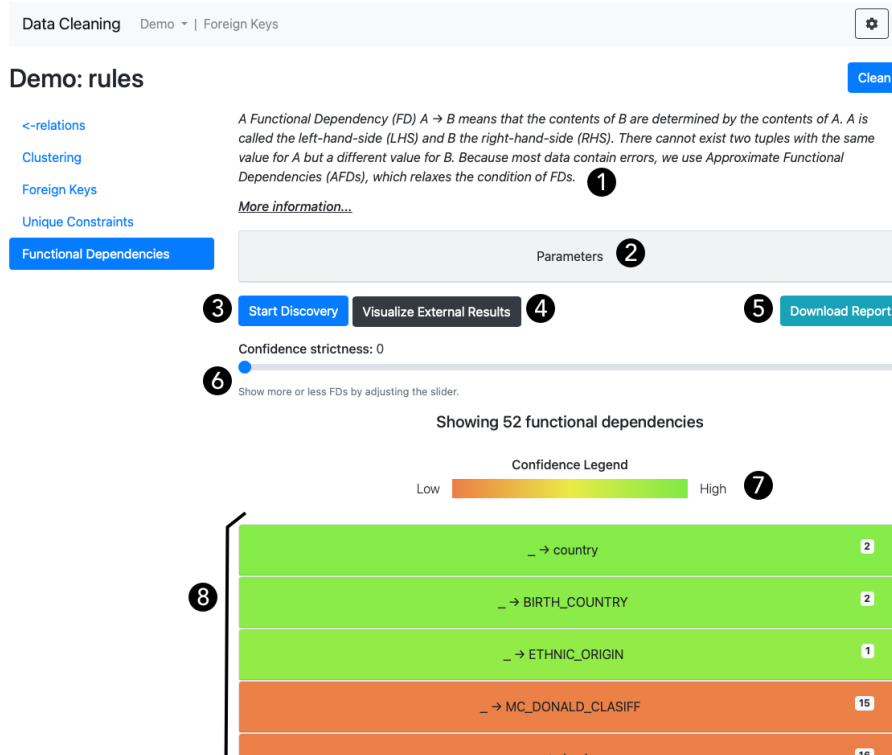 Data Cleaning Demo | Foreign Keys
Demo: rules
Clean
<-relations
Clustering
Foreign Keys
Unique Constraints
Functional Dependencies
A Functional Dependency (FD) A → B means that the contents of B are determined by the contents of A. A is
called the left-hand-side (LHS) and B the right-hand-side (RHS). There cannot exist two tuples with the same
value for A but a different value for B. Because most data contain errors, we use Approximate Functional
Dependencies (AFDs), which relaxes the condition of FDs. 1
More information...
Parameters 2
3 Start Discovery Visualize External Results 4 5 Download Report
Confidence strictness: 0
6
Show more or less FDs by adjusting the slider.
Showing 52 functional dependencies
Confidence Legend
Low High 7
_ → country 2
8
_ → BIRTH_COUNTRY 2
_ → ETHNIC_ORIGIN 1
_ → MC_DONALD_CLASIFF 15